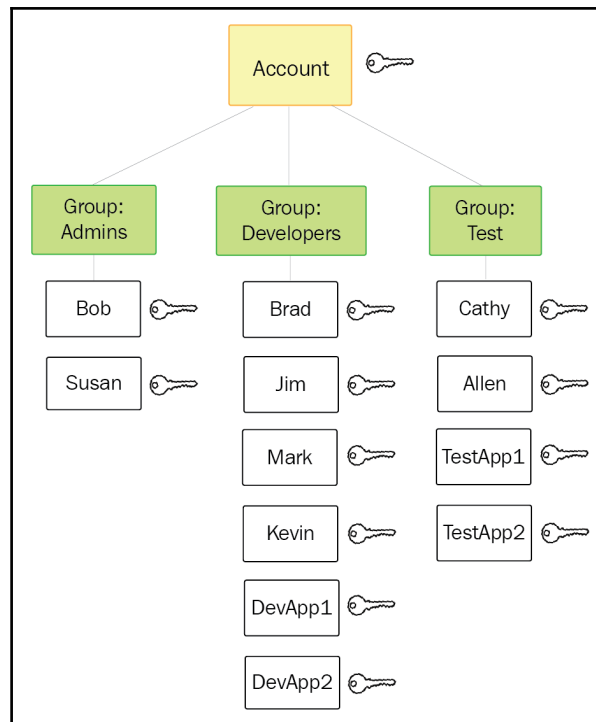 Account
Group:
Admins
Group:
Developers
Group:
Test
Bob
Brad
Cathy
Susan
Jim
Allen
Mark
TestApp1
Kevin
TestApp2
DevApp1
DevApp2